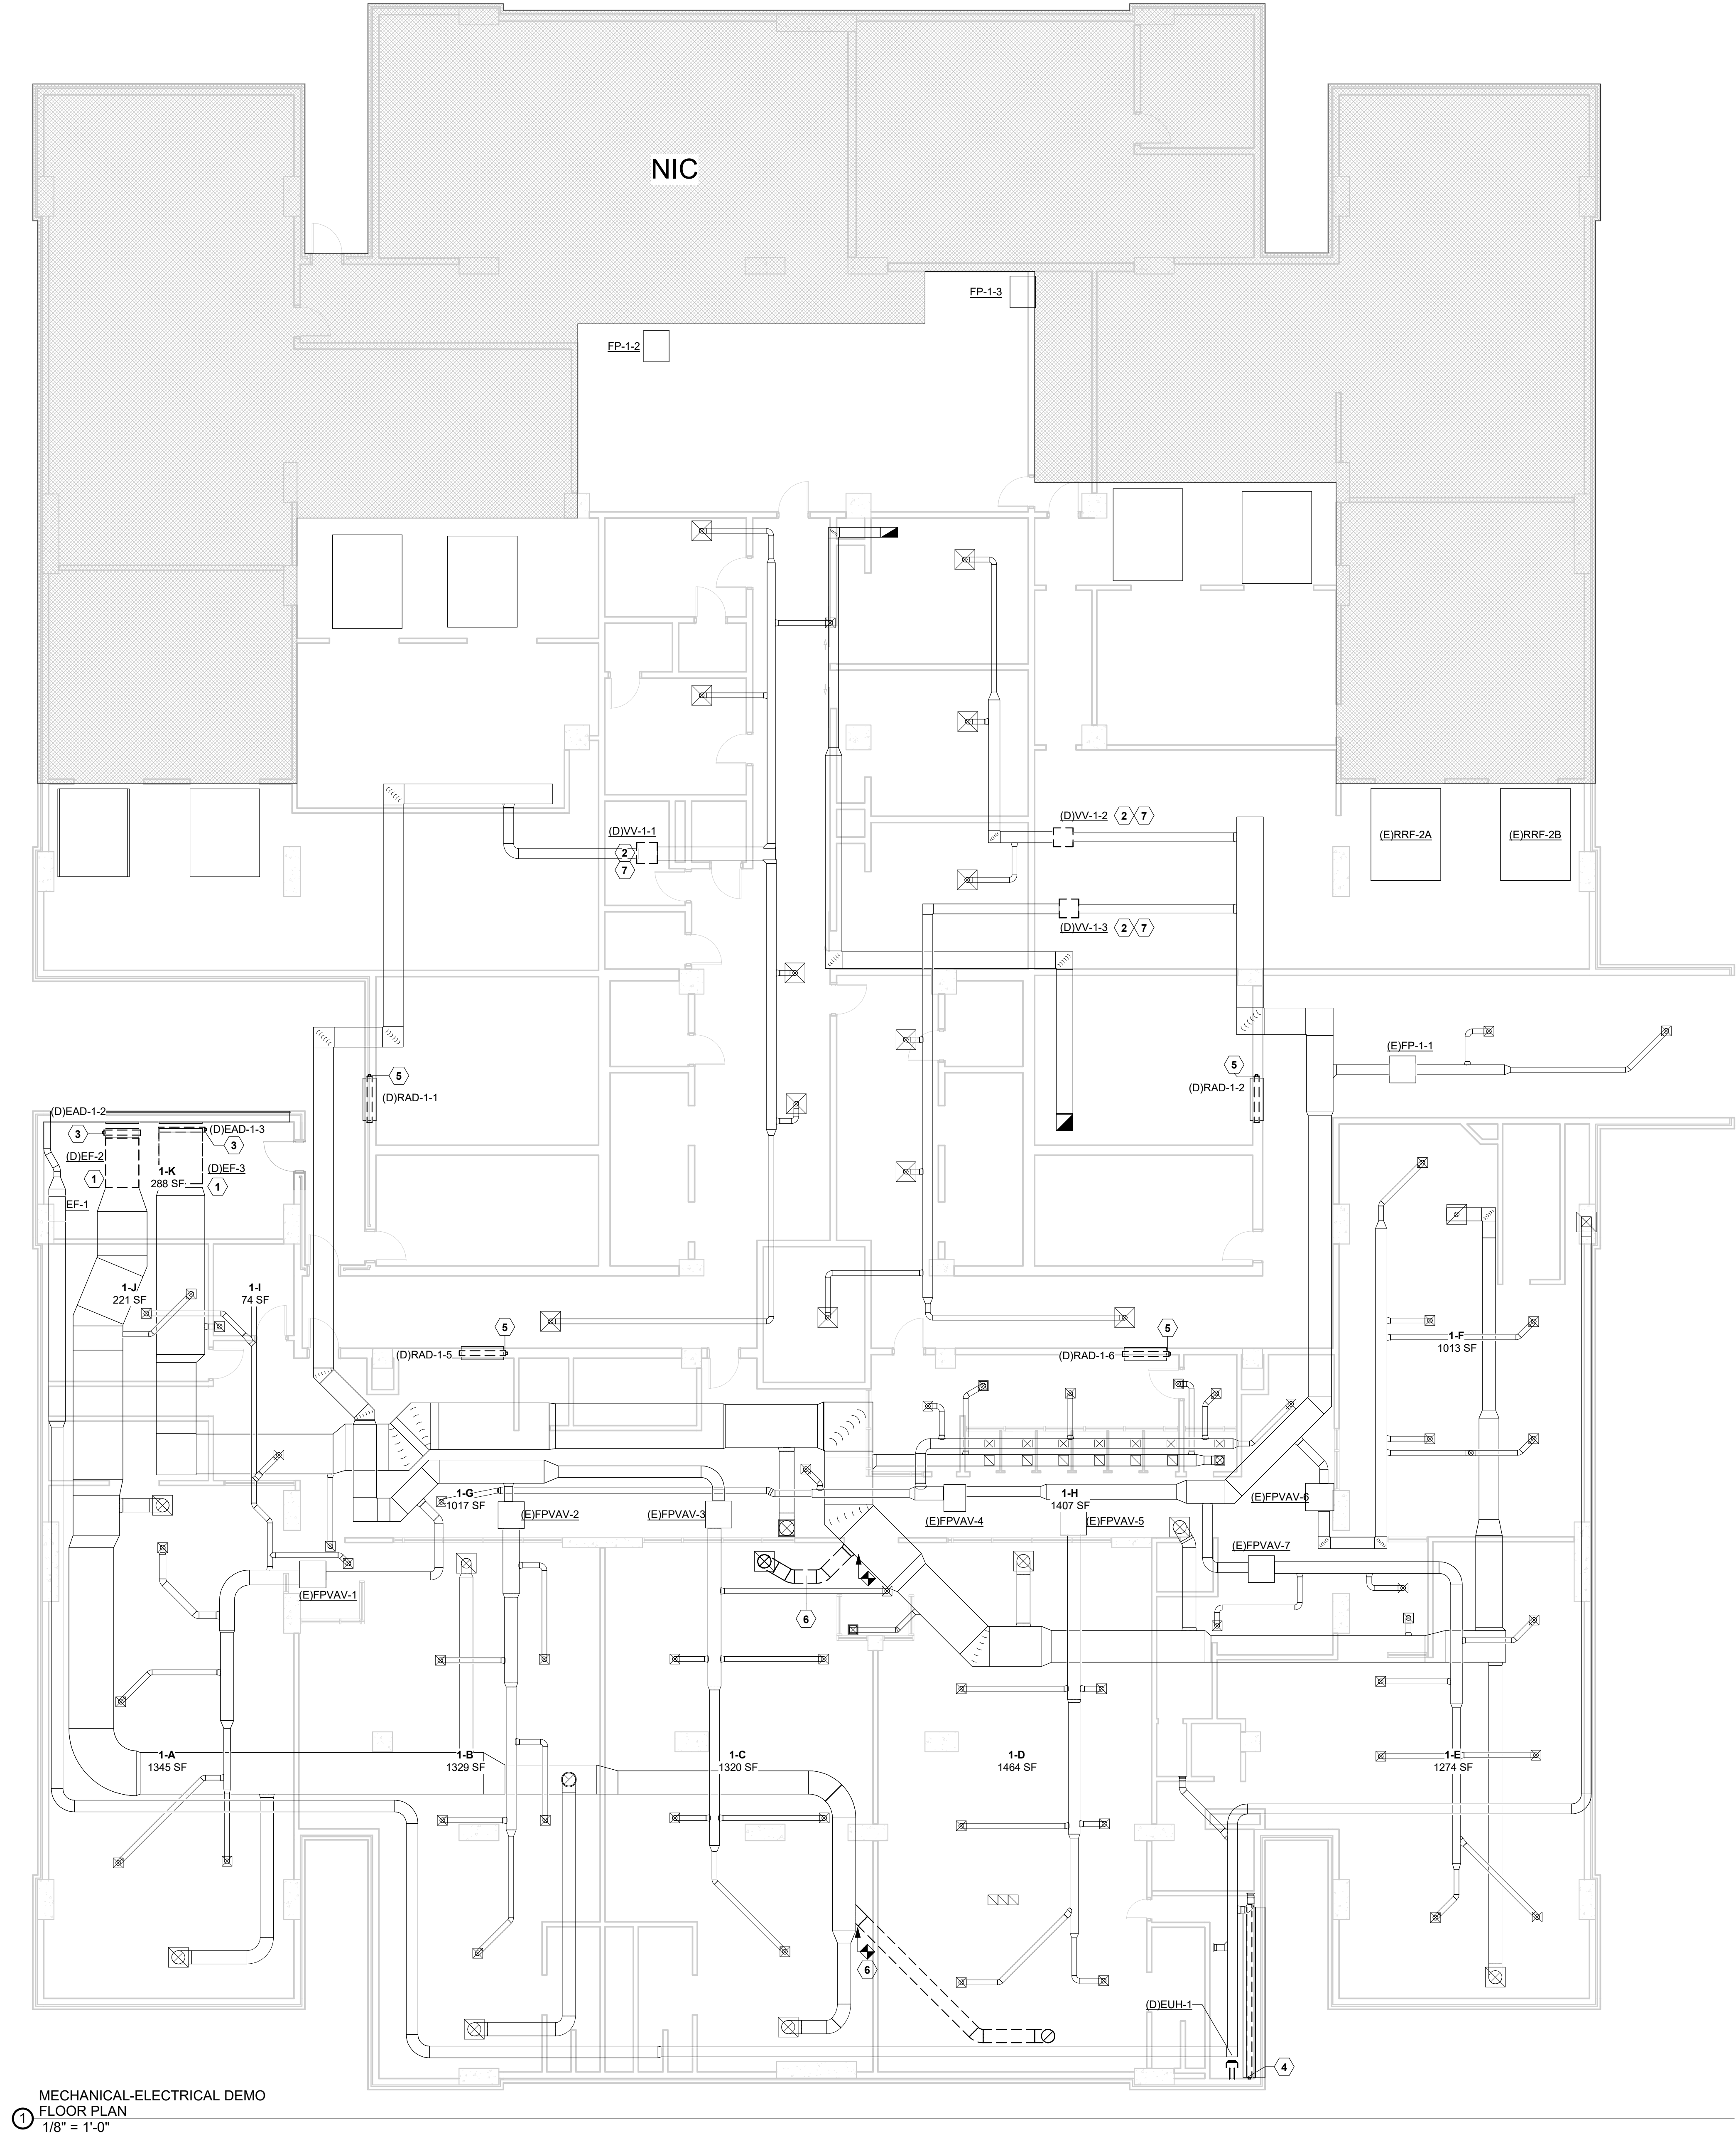 NIC
FP-1-3
FP-1-2
(D)VV-1-2 2 7
(D)VV-1-1
2
7
(E)RRF-2A
(E)RRF-2B
(D)VV-1-3 2 7
(E)FP-1-1
5
(D)RAD-1-1
5
(D)RAD-1-2
(D)EAD-1-2
(D)EAD-1-3
3
3
(D)EF-2
(D)EF-3
1
1-K
288 SF
1
EF-1
1-J
221 SF
1-I
74 SF
5
(D)RAD-1-5
5
(D)RAD-1-6
1-F
1013 SF
1-G
1017 SF
1-H
1407 SF
(E)FPVAV-6
(E)FPVAV-2
(E)FPVAV-3
(E)FPVAV-4
(E)FPVAV-5
(E)FPVAV-7
(E)FPVAV-1
6
1-A
1345 SF
1-B
1329 SF
1-C
1320 SF
1-D
1464 SF
1-E
1274 SF
6
(D)EUH-1
4
MECHANICAL-ELECTRICAL DEMO
FLOOR PLAN
1
1/8" = 1'-0"